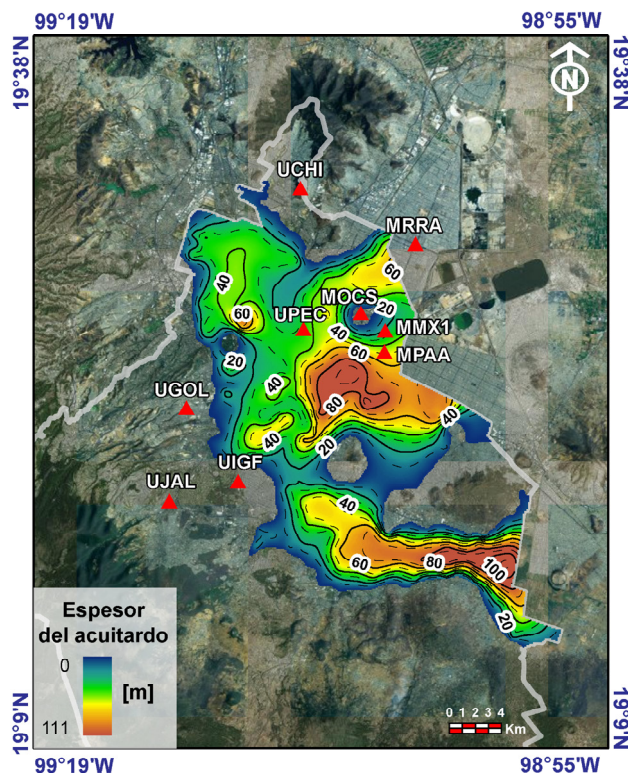 99°19'W
98°55'W
19°38'N
19°38'N
N
UCHI
MRRA
40
60
MOCS
20
60
UPEC
MMX1
40
MPAA
60
20
UGOL
40
80
40
40
20
UIGF
UJAL
40
60
80
100
20
Espesor
del acuitardo
0
[m]
111
0 1 2 3 4
Km
19°9'N
19°9'N
99°19'W
98°55'W